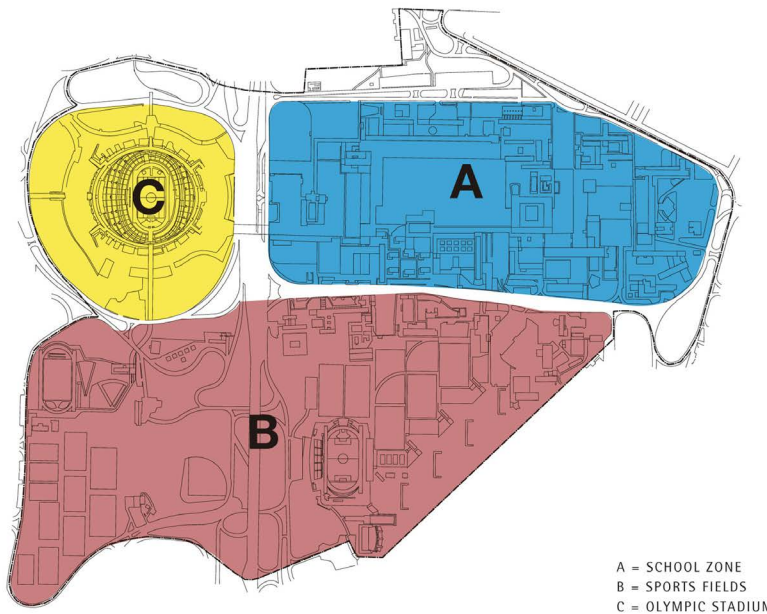 C
A
B
A = SCHOOL ZONE
B = SPORTS FIELDS
C = OLYMPIC STADIUM